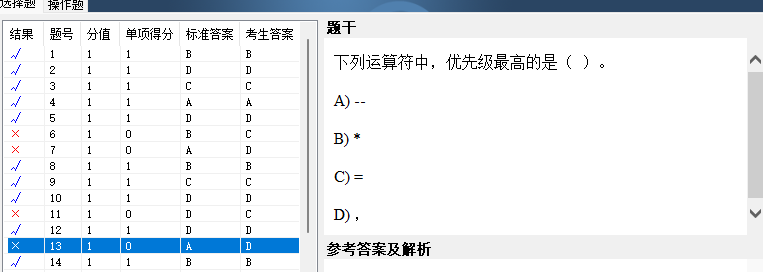 选择题 操作题
结果 题号 分值 单项得分 标准答案 考生答案
√ 1 1 1 B B
√ 2 1 1 D D
√ 3 1 1 C C
√ 4 1 1 A A
√ 5 1 1 D D
× 6 1 0 B C
× 7 1 0 A D
√ 8 1 1 B B
√ 9 1 1 C C
√ 10 1 1 D D
× 11 1 0 D C
√ 12 1 1 D D
× 13 1 0 A D
√ 14 1 1 B B
题干
下列运算符中，优先级最高的是（ ）。
A) --
B) *
C) =
D) ，
参考答案及解析